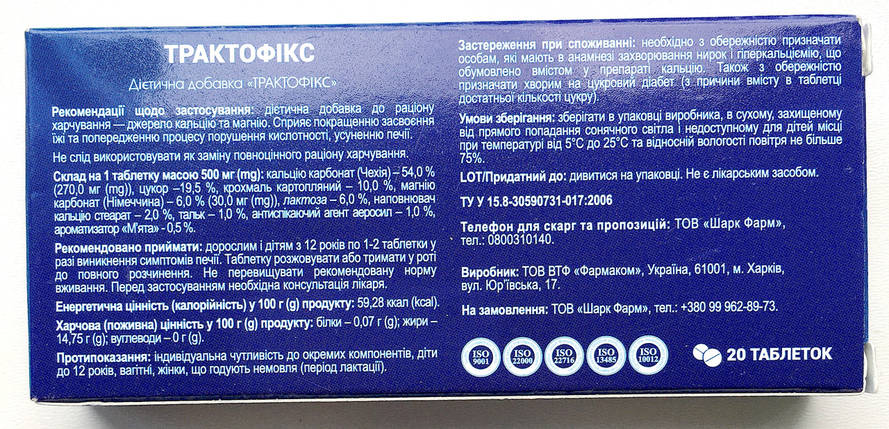 ТРАКТОФІКС
Дієтична добавка «ТРАКТОФІКС»
Рекомендації щодо застосування: дієтична добавка до раціону
харчування — джерело кальцію та магнію. Сприяє покращенню засвоєння
їжі та попередженню процесу порушення кислотності, усуненню печії.
Не слід використовувати як заміну повноцінного раціону харчування.
Склад на 1 таблетку масою 500 мг (mg): кальцію карбонат (Чехія) – 54,0 %
(270,0 мг (mg)), цукор –19,5 %, крохмаль картопляний – 10,0 %, магнію
карбонат (Німеччина) – 6,0 % (30,0 мг (mg)), лактоза – 6,0 %, наповнювач
кальцію стеарат – 2,0 %, тальк – 1,0 %, антиспікаючий агент аеросил – 1,0 %,
ароматизатор «М'ята» - 0,5 %.
Рекомендовано приймати: дорослим і дітям з 12 років по 1-2 таблетки у
разі виникнення симптомів печії. Таблетку розжовувати або тримати у роті
до повного розчинення. Не перевищувати рекомендовану норму
вживання. Перед застосуванням необхідна консультація лікаря.
Енергетична цінність (калорійність) у 100 г (g) продукту: 59,28 ккал (kcal).
Харчова (поживна) цінність у 100 г (g) продукту: білки – 0,07 г (g); жири –
14,75 г (g); вуглеводи – 0 г (g).
Протипоказання: індивідуальна чутливість до окремих компонентів, діти
до 12 років, вагітні, жінки, що годують немовля (період лактації).
Застереження при споживанні: необхідно з обережністю призначати
особам, які мають в анамнезі захворювання нирок і гіперкальціємію, що
обумовлено вмістом у препараті кальцію. Також з обережністю
призначати хворим на цукровий діабет (з причини вмісту в таблетці
достатньої кількості цукру).
Умови зберігання: зберігати в упаковці виробника, в сухому, захищеному
від прямого попадання сонячного світла і недоступному для дітей місці
при температурі від 5°С до 25°С та відносній вологості повітря не більше
75%.
LOT/Придатний до: дивитися на упаковці. Не є лікарським засобом.
ТУ У 15.8-30590731-017:2006
Телефон для скарг та пропозицій: ТОВ «Шарк Фарм»,
тел.: 0800310140.
Виробник: ТОВ ВТФ «Фармаком», Україна, 61001, м. Харків,
вул. Юр'ївська, 17.
На замовлення: ТОВ «Шарк Фарм», тел.: +380 99 962-89-73.
ISO 9001
ISO 22000
ISO 22716
ISO 13485
ISO 10012
20 ТАБЛЕТОК